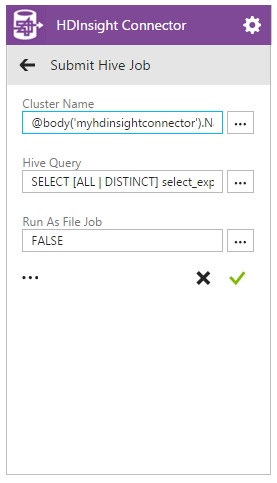 HDInsight Connector
Submit Hive Job
Cluster Name
@body('myhdinsightconnector').N
...
Hive Query
SELECT [ALL | DISTINCT] select_exp
...
Run As File Job
FALSE
...
...